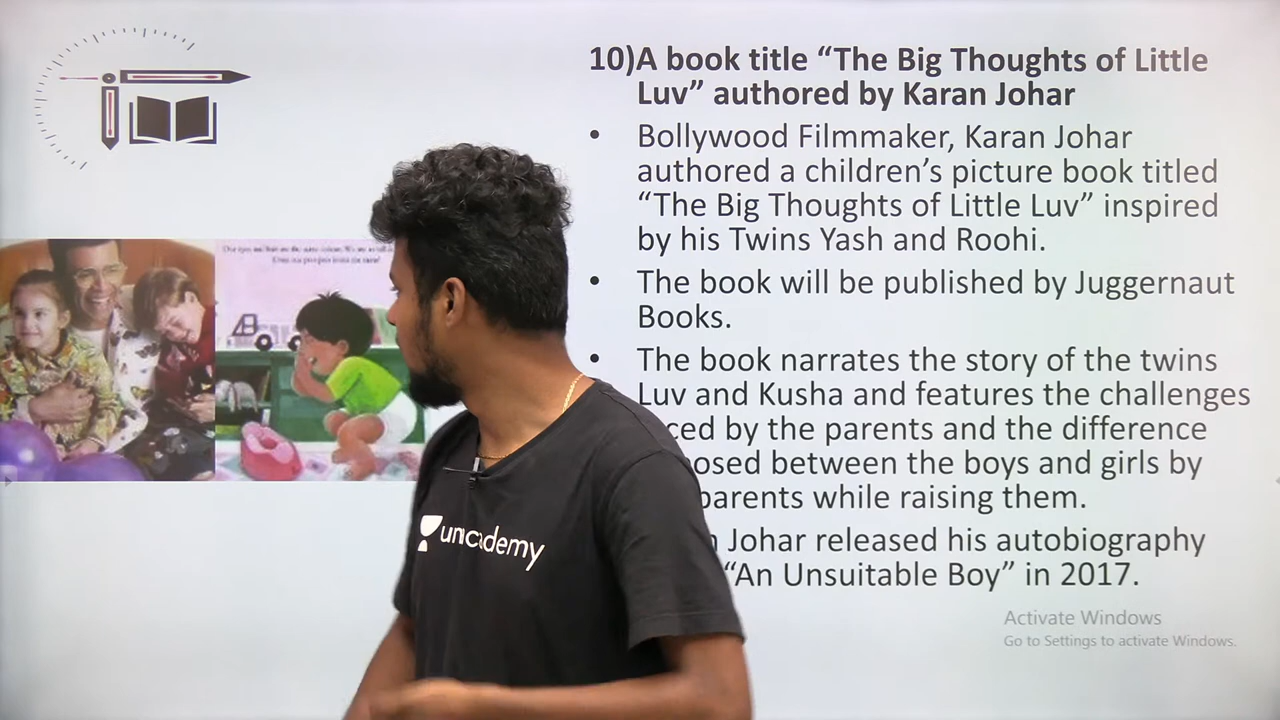 10)A book title “The Big Thoughts of Little
Luv” authored by Karan Johar
• Bollywood Filmmaker, Karan Johar
authored a children’s picture book titled
“The Big Thoughts of Little Luv” inspired
by his Twins Yash and Roohi.
• The book will be published by Juggernaut
Books.
• The book narrates the story of the twins
Luv and Kusha and features the challenges
ced by the parents and the difference
osed between the boys and girls by
parents while raising them.
Johar released his autobiography
“An Unsuitable Boy” in 2017.
unacademy
Activate Windows
Go to Settings to activate Windows.